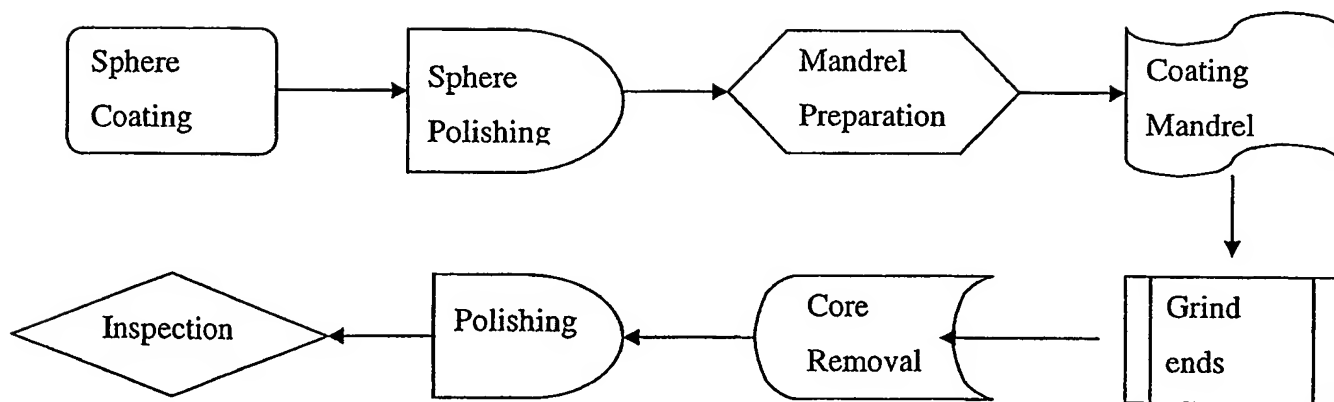 Sphere
Coating
Sphere
Polishing
Mandrel
Preparation
Coating
Mandrel
Grind
ends
Core
Removal
Polishing
Inspection